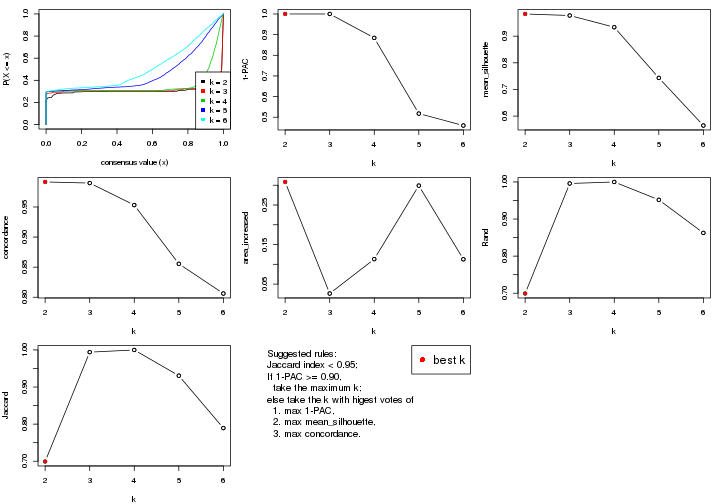 P(X <= x)
0.0 0.2 0.4 0.6 0.8 1.0
0.0 0.2 0.4 0.6 0.8 1.0
consensus value (x)
k = 2
k = 3
k = 4
k = 5
k = 6
1-PAC
0.5 0.6 0.7 0.8 0.9 1.0
2 3 4 5 6
k
mean_silhouette
0.6 0.7 0.8 0.9
2 3 4 5 6
k
concordance
0.80 0.85 0.90 0.95
2 3 4 5 6
k
area_increased
0.05 0.15 0.25
2 3 4 5 6
k
Rand
0.70 0.80 0.90 1.00
2 3 4 5 6
k
Jaccard
0.70 0.80 0.90 1.00
2 3 4 5 6
k
Suggested rules:
Jaccard index < 0.95;
If 1-PAC >= 0.90,
take the maximum k;
else take the k with higest votes of
1. max 1-PAC,
2. max mean_silhouette,
3. max concordance.
best k